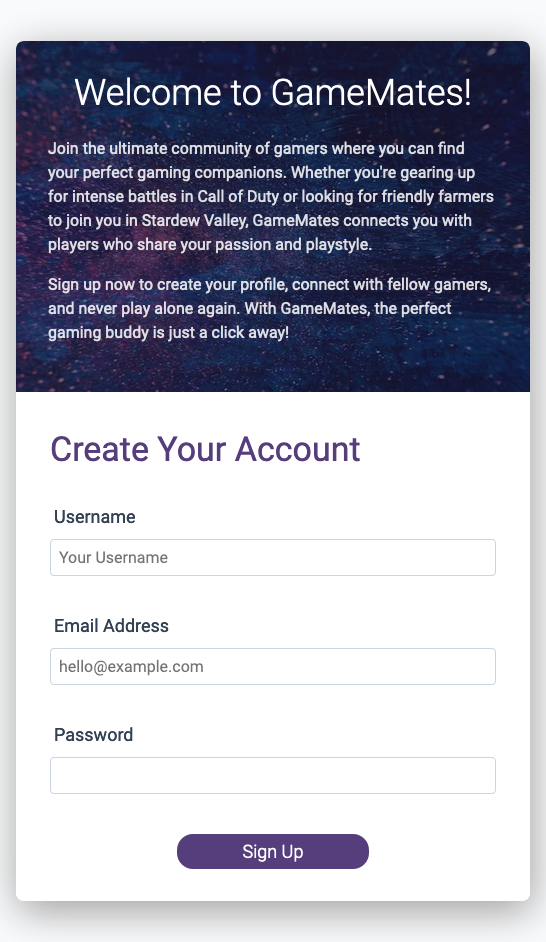 Welcome to GameMates!
Join the ultimate community of gamers where you can find
your perfect gaming companions. Whether you're gearing up
for intense battles in Call of Duty or looking for friendly farmers
to join you in Stardew Valley, GameMates connects you with
players who share your passion and playstyle.
Sign up now to create your profile, connect with fellow gamers,
and never play alone again. With GameMates, the perfect
gaming buddy is just a click away!
Create Your Account
Username
Your Username
Email Address
hello@example.com
Password
Sign Up